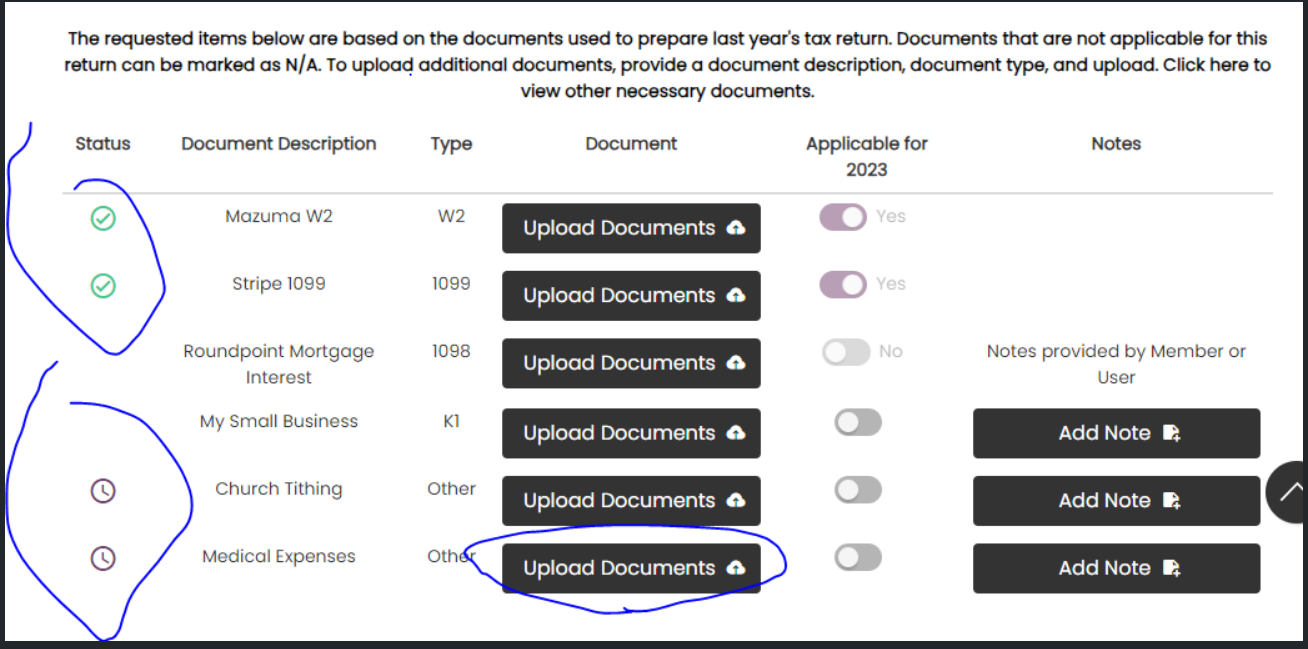 The requested items below are based on the documents used to prepare last year's tax return. Documents that are not applicable for this
return can be marked as N/A. To upload additional documents, provide a document description, document type, and upload. Click here to
view other necessary documents.
Status Document Description Type Document Applicable for 2023 Notes
Mazuma W2 W2 Upload Documents Yes
Stripe 1099 1099 Upload Documents Yes
Roundpoint Mortgage Interest 1098 Upload Documents No Notes provided by Member or User
My Small Business K1 Upload Documents Add Note
Church Tithing Other Upload Documents Add Note
Medical Expenses Other Upload Documents Add Note